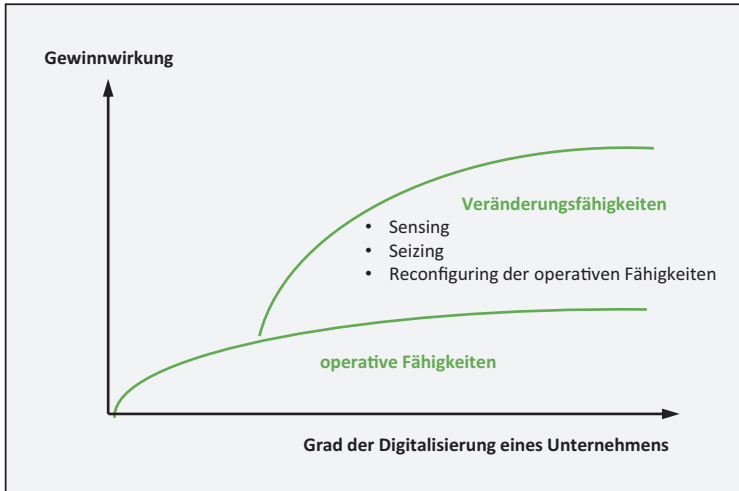 Gewinnwirkung
Veränderungsfähigkeiten
• Sensing
• Seizing
• Reconfiguring der operativen Fähigkeiten
operative Fähigkeiten
Grad der Digitalisierung eines Unternehmens